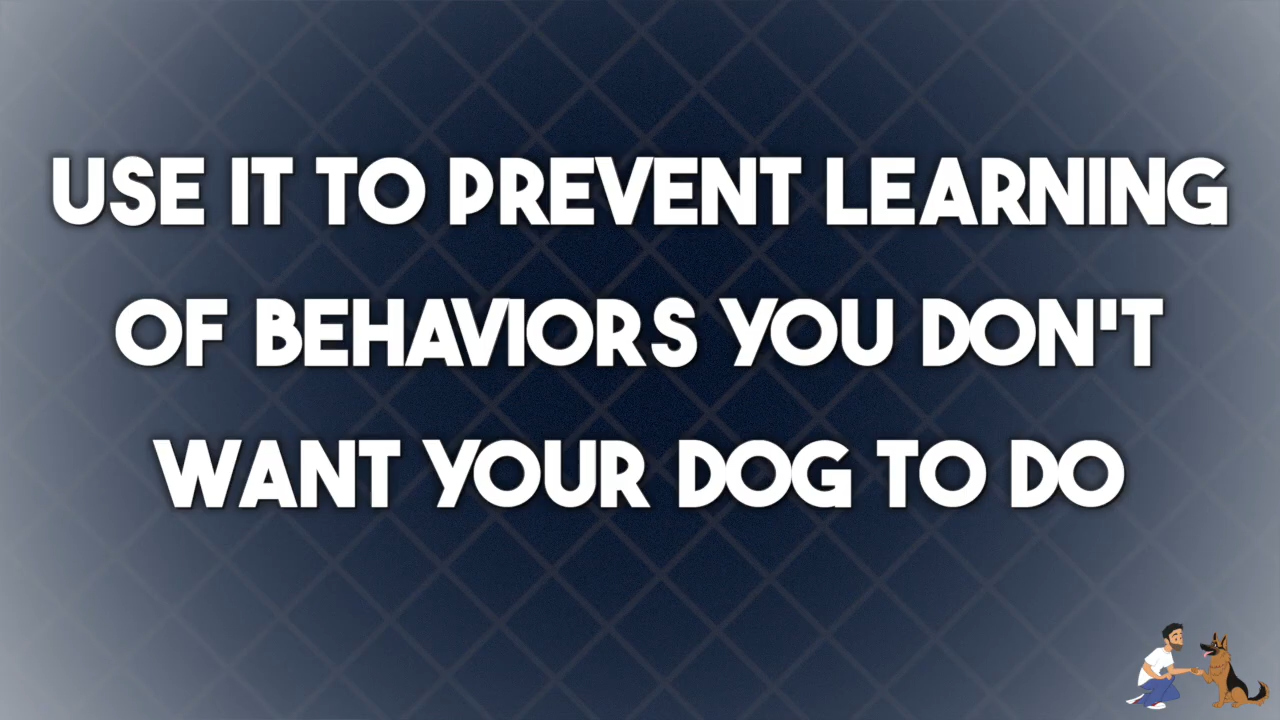 USE IT TO PREVENT LEARNING
OF BEHAVIORS YOU DON'T
WANT YOUR DOG TO DO